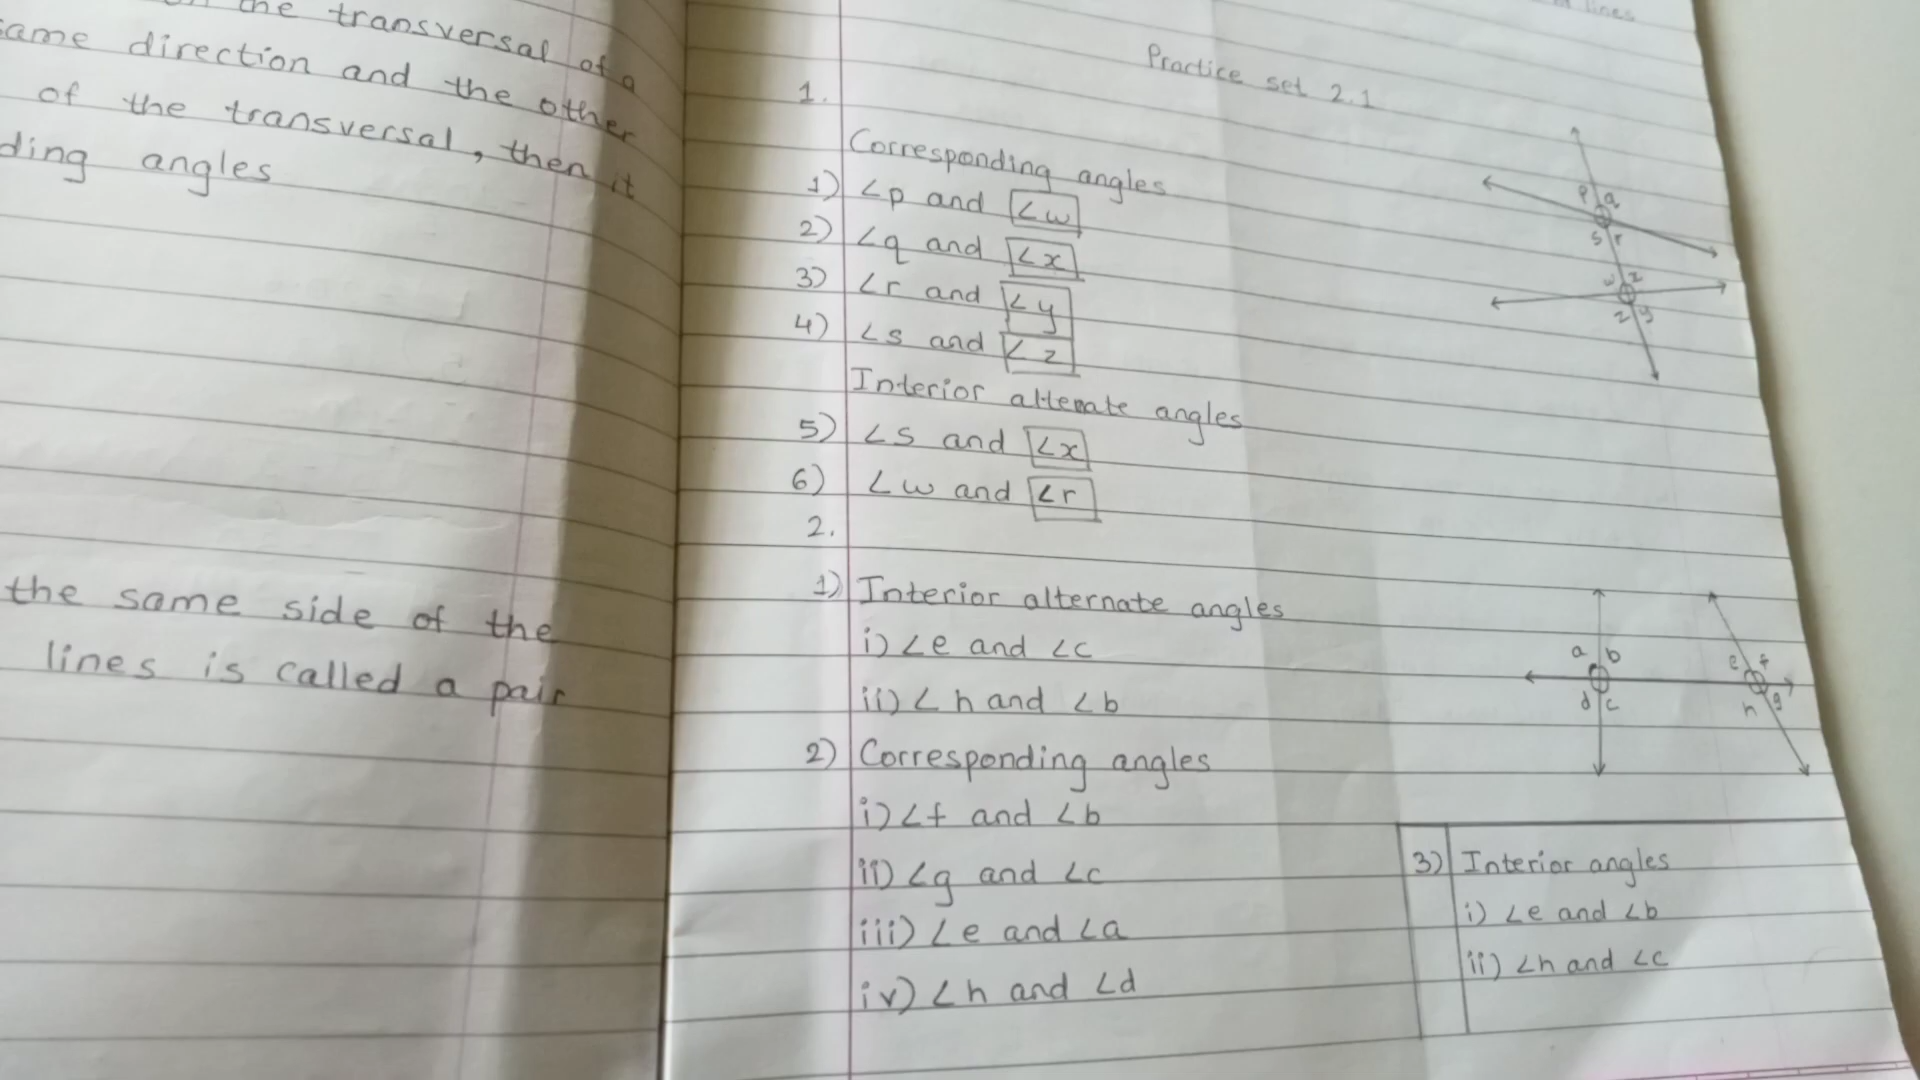 the transversal of a
same direction and the other
of the transversal, then it
ding angles
the same side of the
lines is called a pair
lines
Practice set 2.1
1.
Corresponding angles
1) ∠p and ∠w
2) ∠q and ∠x
3) ∠r and ∠y
4) ∠s and ∠z
Interior alternate angles
5) ∠s and ∠x
6) ∠w and ∠r
p q
s r
w x
z y
2.
1) Interior alternate angles
i) ∠e and ∠c
ii) ∠h and ∠b
2) Corresponding angles
i) ∠f and ∠b
ii) ∠g and ∠c
iii) ∠e and ∠a
iv) ∠h and ∠d
a b e f
d c h g
3) Interior angles
i) ∠e and ∠b
ii) ∠h and ∠c